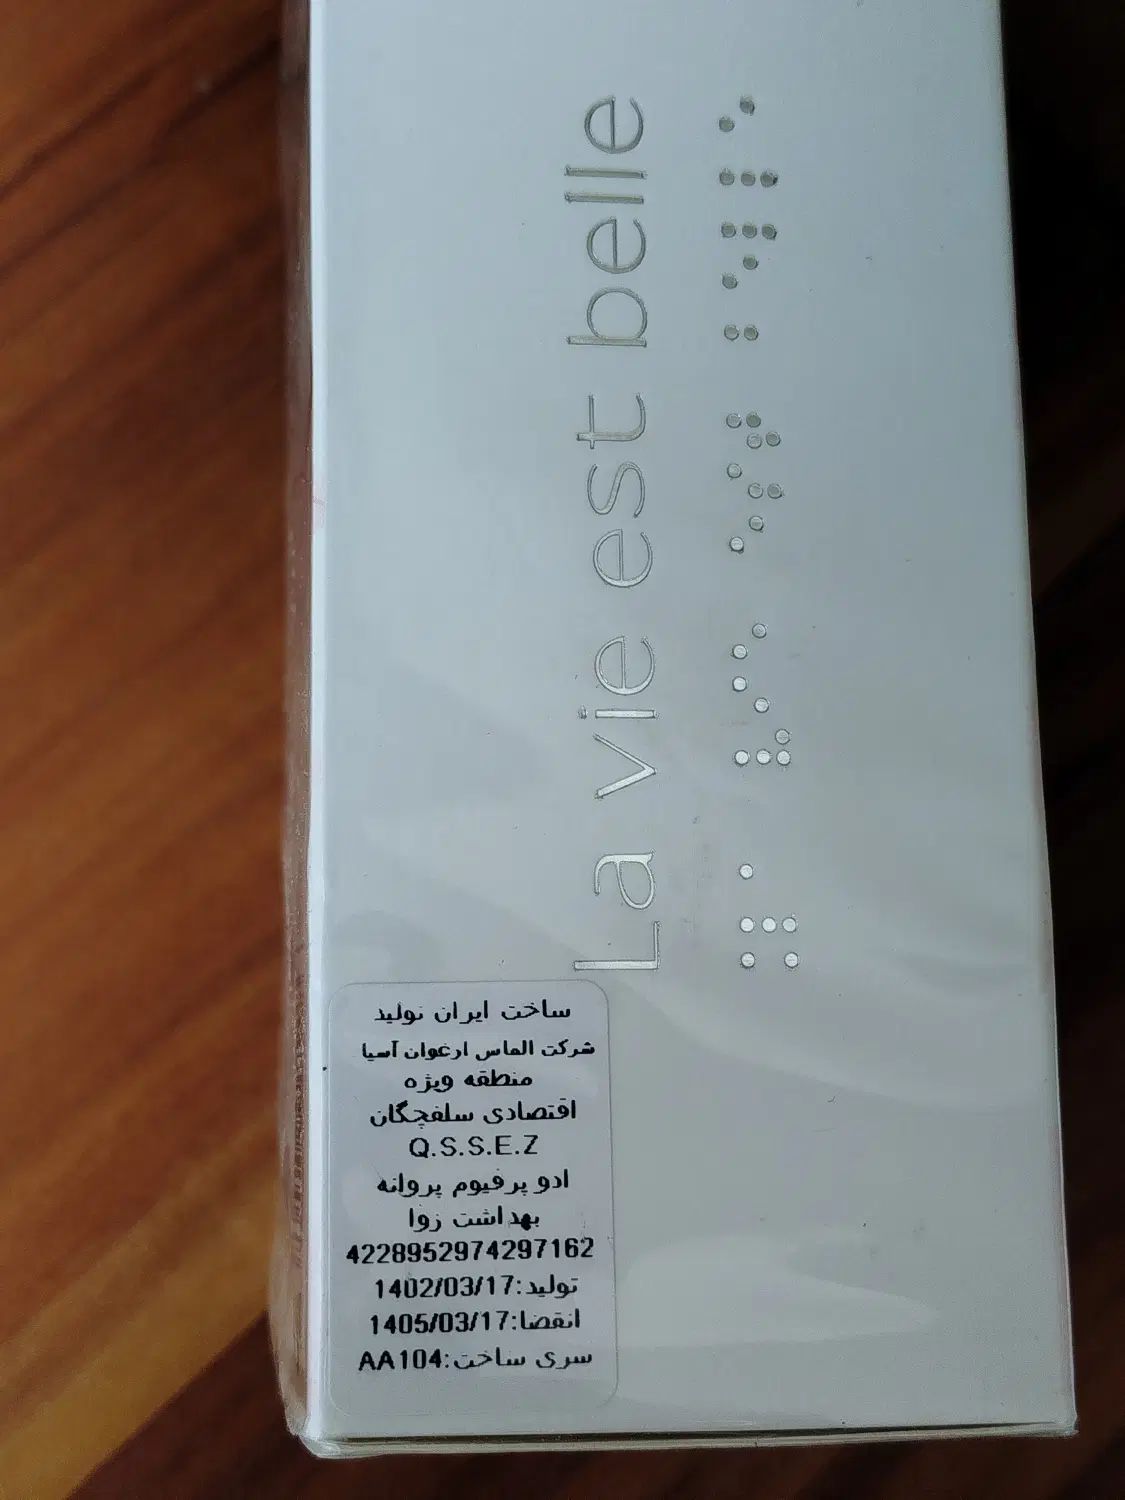 La vie est belle
⠨⠇⠁ ⠧⠊⠑ ⠑⠎⠞ ⠃⠑⠇⠇⠑
ساخت ایران تولید
شرکت الماس ارغوان آسیا
منطقه ویژه
اقتصادی سلفچگان
Q.S.S.E.Z
ادو پرفیوم پروانه
بهداشت زوا
4228952974297162
تولید:1402/03/17
انقضا:1405/03/17
سری ساخت:AA104